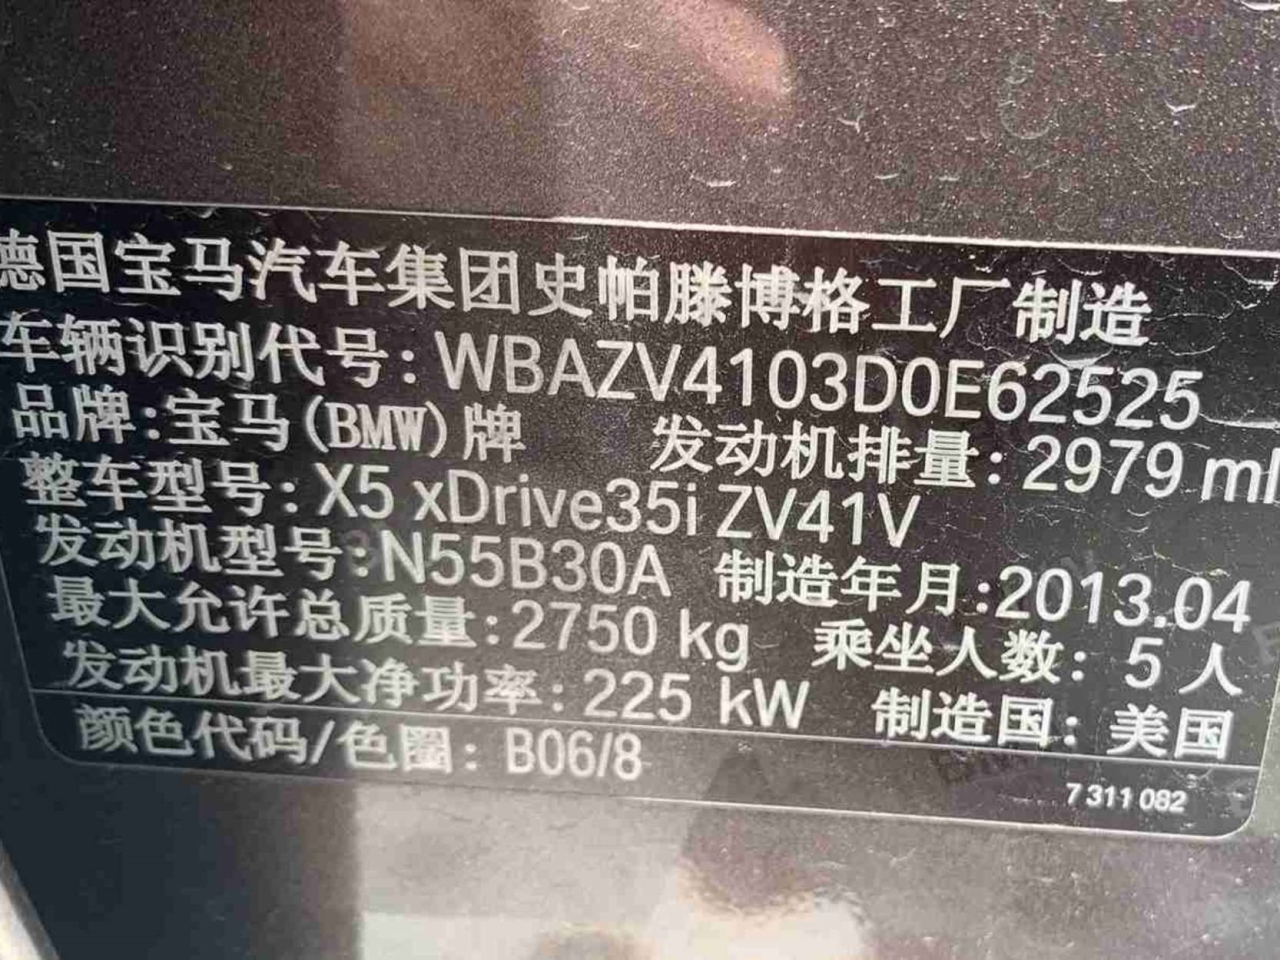 德国宝马汽车集团史帕滕博格工厂制造
车辆识别代号：WBAZV4103D0E62525
品牌：宝马(BMW)牌 发动机排量：2979 ml
整车型号：X5 xDrive35i ZV41V
发动机型号：N55B30A 制造年月：2013.04
最大允许总质量：2750 kg 乘坐人数：5 人
发动机最大净功率：225 kW 制造国：美国
颜色代码/色圈：B06/8
7 311 082